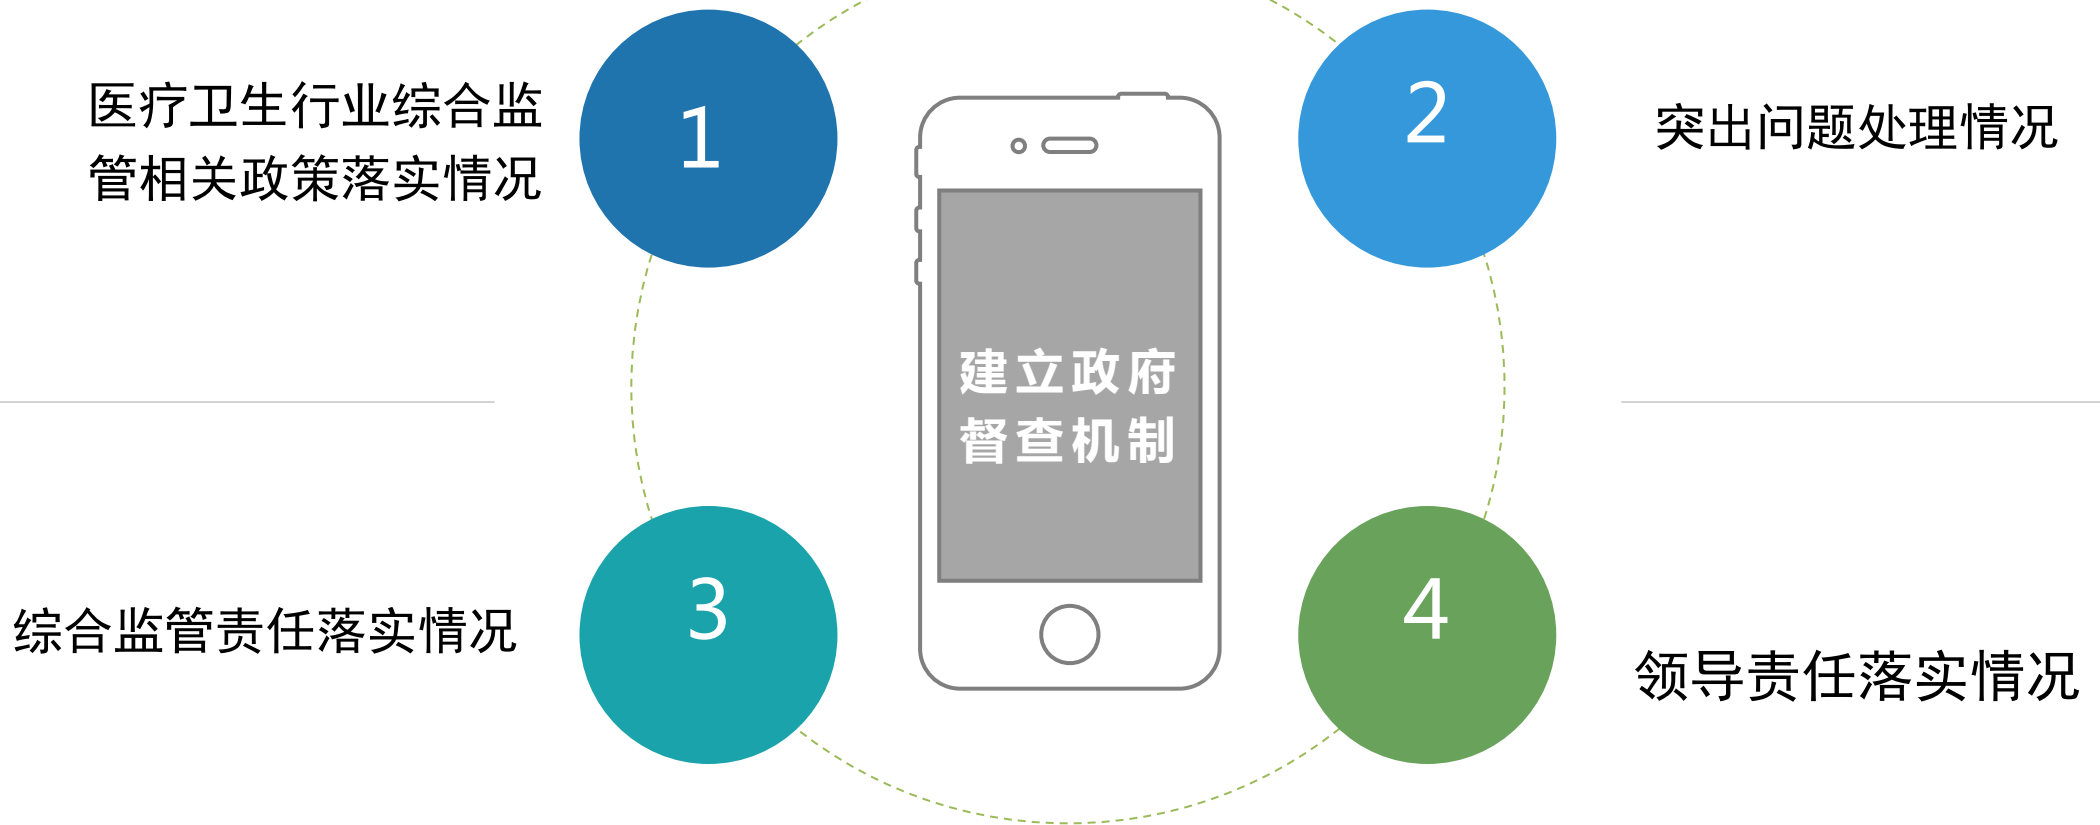 医疗卫生行业综合监
管相关政策落实情况
1
2
突出问题处理情况
建立政府
督查机制
综合监管责任落实情况
3
4
领导责任落实情况